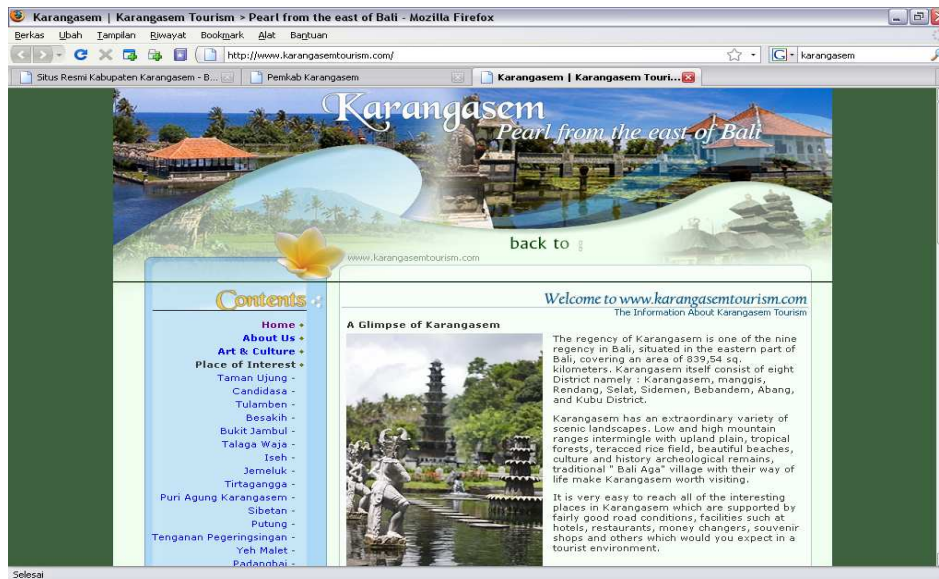 Karangasem | Karangasem Tourism > Pearl from the east of Bali - Mozilla Firefox
Berkas Ubah Tampilan Riwayat Bookmark Alat Bantuan
http://www.karangasemtourism.com/
karangasem
Situs Resmi Kabupaten Karangasem - B...
Pemkab Karangasem
Karangasem | Karangasem Touri...
Karangasem
Pearl from the east of Bali
back to
www.karangasemtourism.com
Contents
Home
About Us
Art & Culture
Place of Interest
Taman Ujung -
Candidasa -
Tulamben -
Besakih -
Bukit Jambul -
Talaga Waja -
Iseh -
Jemeluk -
Tirtagangga -
Puri Agung Karangasem -
Sibetan -
Putung -
Tenganan Pegeringsingan -
Yeh Malet -
Padangbai -
Welcome to www.karangasemtourism.com
The Information About Karangasem Tourism
A Glimpse of Karangasem
The regency of Karangasem is one of the nine
regency in Bali, situated in the eastern part of
Bali, covering an area of 839,54 sq.
kilometers. Karangasem itself consist of eight
District namely : Karangasem, manggis,
Rendang, Selat, Sidemen, Bebandem, Abang,
and Kubu District.
Karangasem has an extraordinary variety of
scenic landscapes. Low and high mountain
ranges intermingle with upland plain, tropical
forests, teracced rice field, beautiful beaches,
culture and history archeological remains,
traditional " Bali Aga" village with their way of
life make Karangasem worth visiting.
It is very easy to reach all of the interesting
places in Karangasem which are supported by
fairly good road conditions, facilities such at
hotels, restaurants, money changers, souvenir
shops and others which would you expect in a
tourist environment.
Selesai